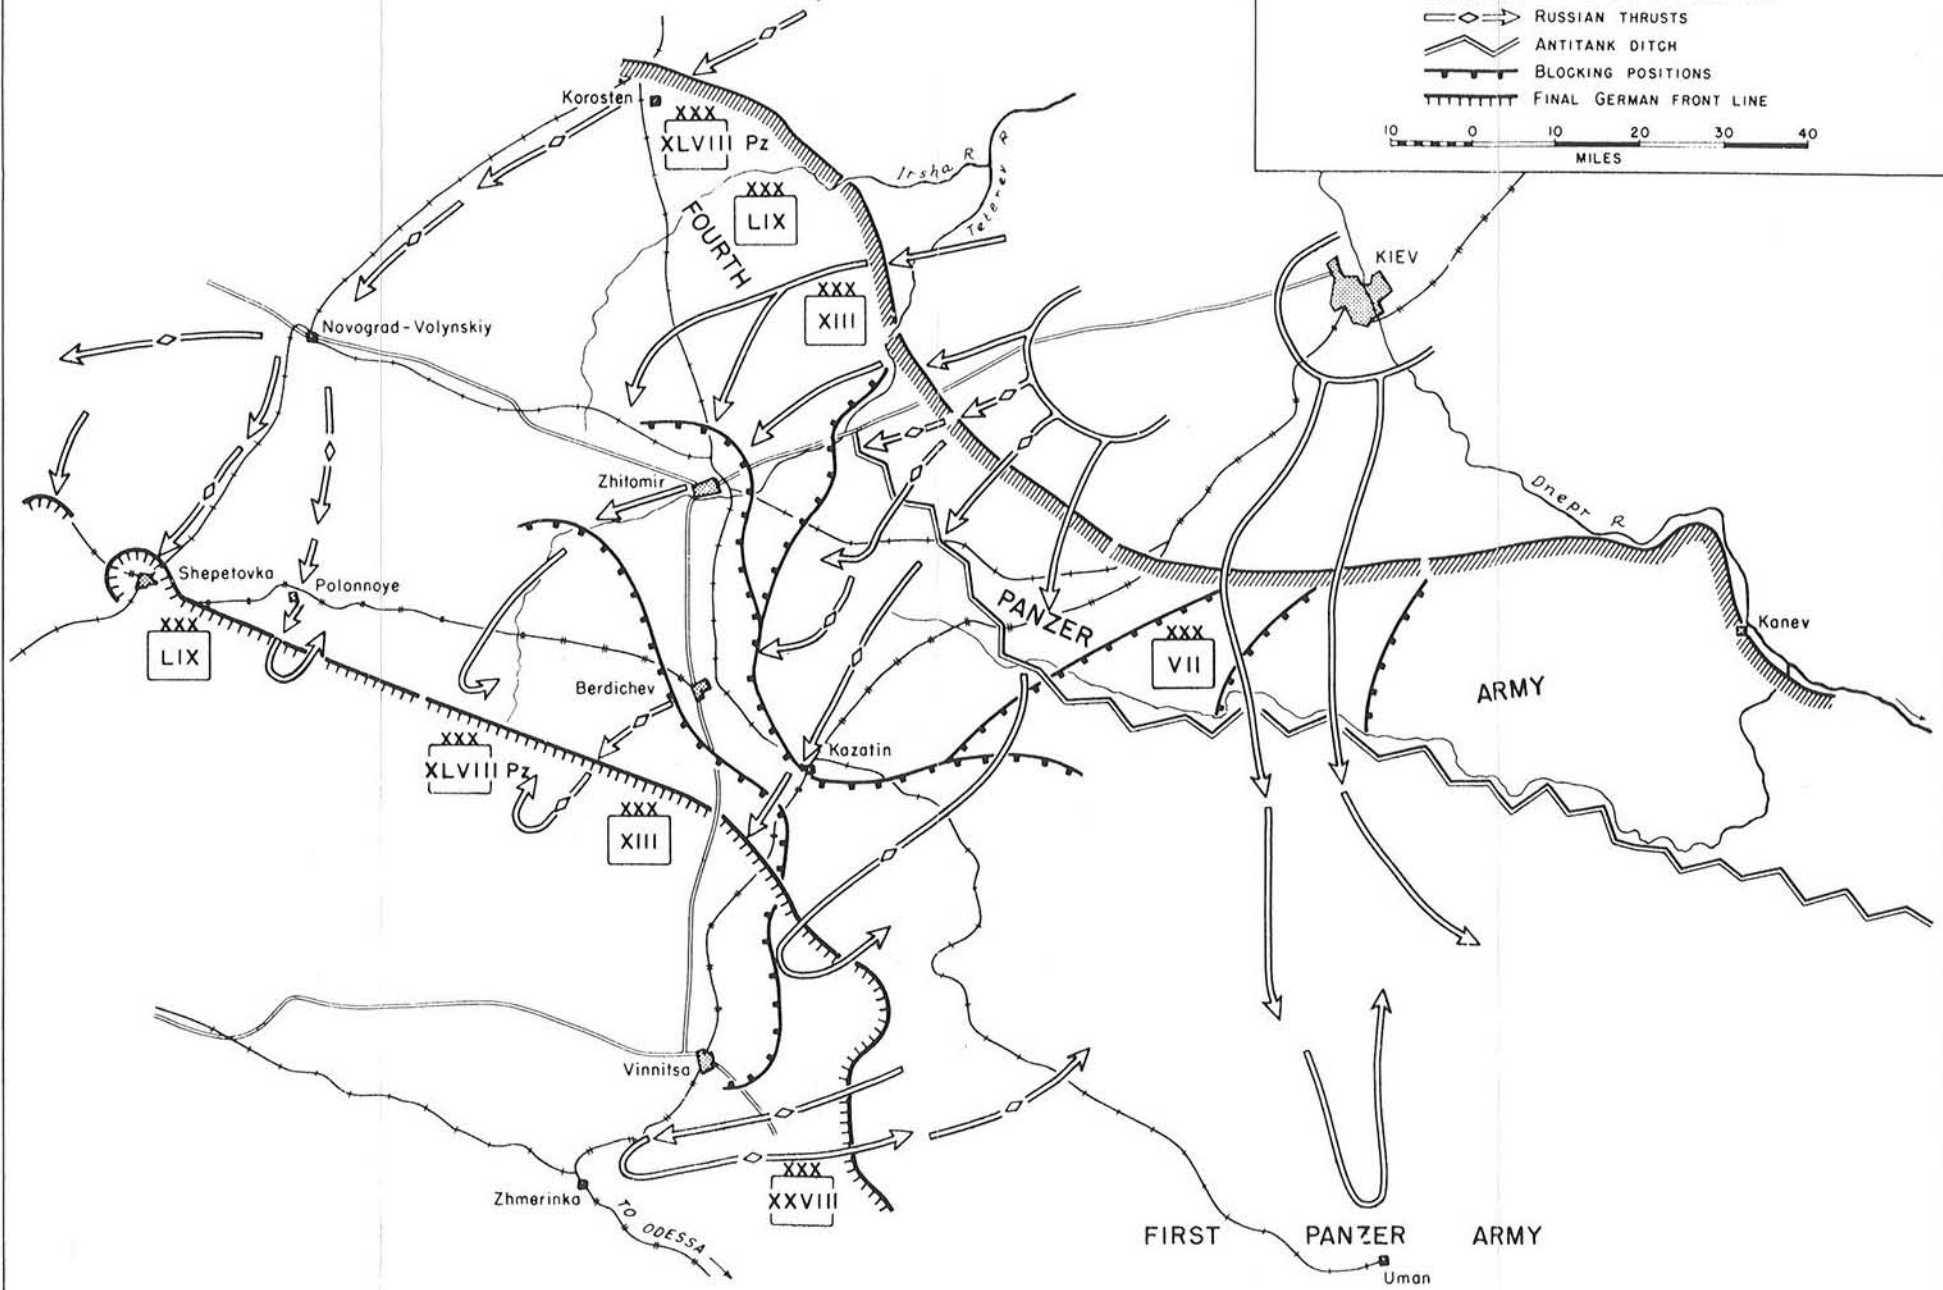 RUSSIAN THRUSTS
ANTITANK DITCH
BLOCKING POSITIONS
FINAL GERMAN FRONT LINE
10 0 10 20 30 40
MILES
Korosten
XXX
XLVIII Pz
Irsha R
Teterev R
XXX
LIX
FOURTH
KIEV
XXX
XIII
Novograd-Volynskiy
Zhitomir
Dnepr R
Shepetovka
Polonnoye
PANZER
Kanev
XXX
LIX
XXX
VII
Berdichev
ARMY
XXX
XLVIII Pz
Kazatin
XXX
XIII
Vinnitsa
XXX
XXVIII
Zhmerinka
TO ODESSA
FIRST PANZER ARMY
Uman